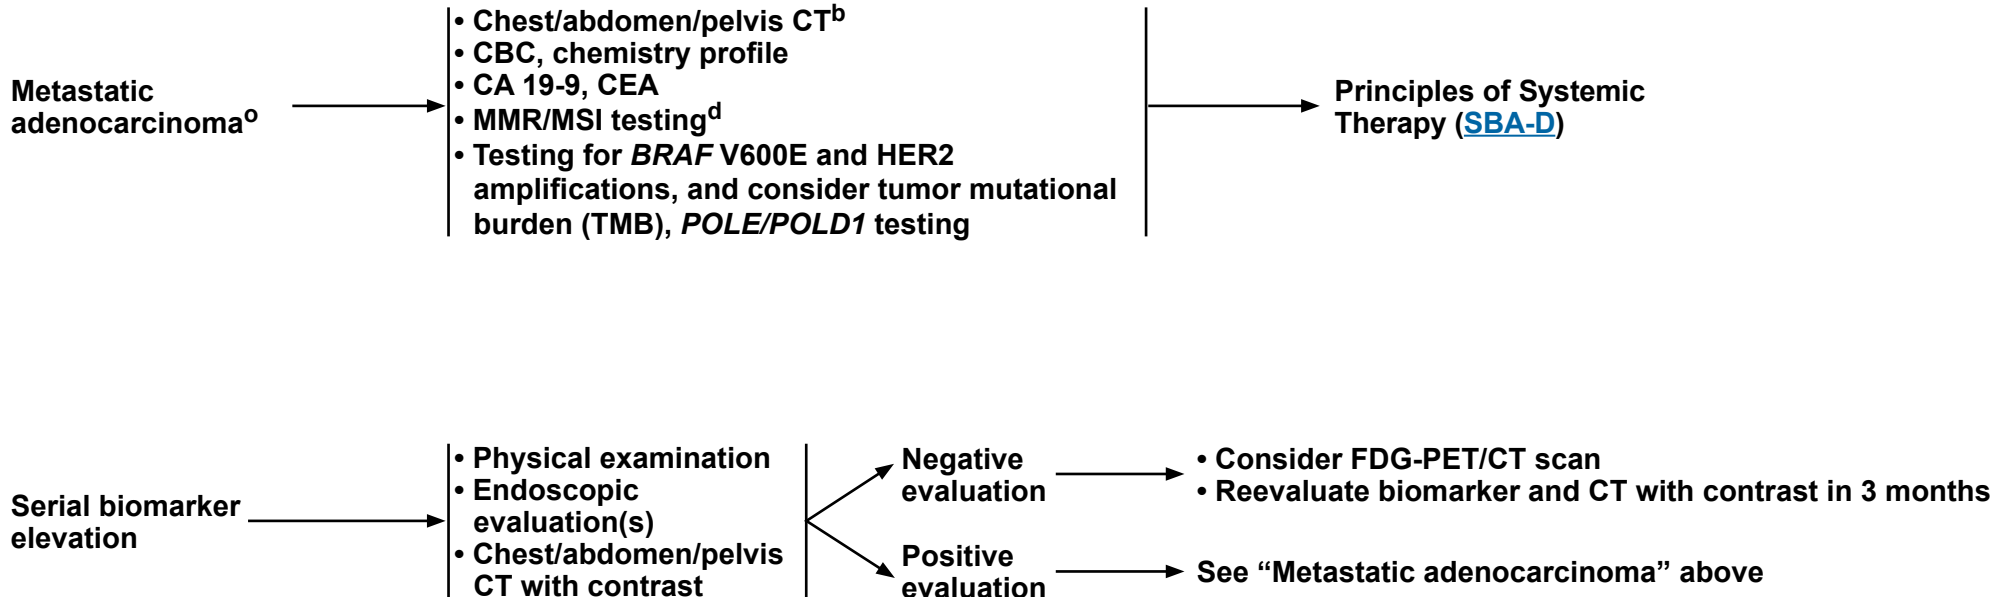 Metastatic
adenocarcinomaᵒ
• Chest/abdomen/pelvis CTᵇ
• CBC, chemistry profile
• CA 19-9, CEA
• MMR/MSI testingᵈ
• Testing for BRAF V600E and HER2
amplifications, and consider tumor mutational
burden (TMB), POLE/POLD1 testing
Principles of Systemic
Therapy (SBA-D)
Serial biomarker
elevation
• Physical examination
• Endoscopic
evaluation(s)
• Chest/abdomen/pelvis
CT with contrast
Negative
evaluation
• Consider FDG-PET/CT scan
• Reevaluate biomarker and CT with contrast in 3 months
Positive
evaluation
See “Metastatic adenocarcinoma” above